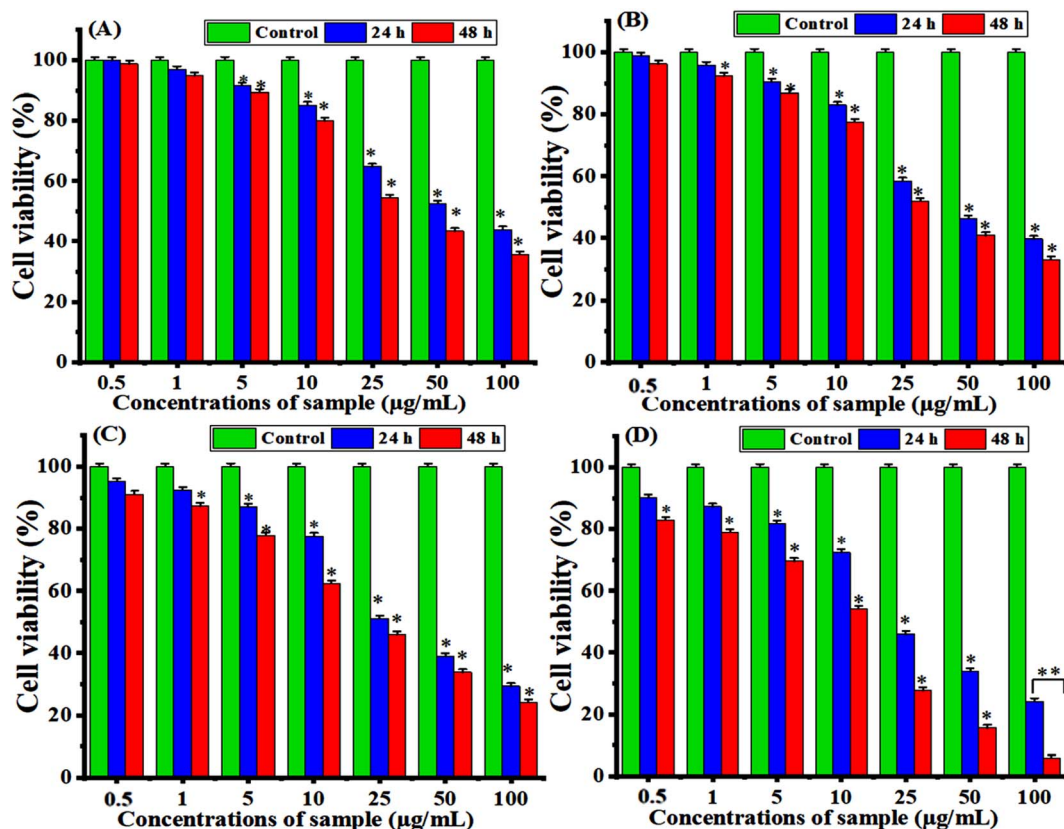 (A)
Control 24 h 48 h
Cell viability (%)
100
80
60
40
20
0
* * * * * * * * * *
0.5 1 5 10 25 50 100
Concentrations of sample (µg/mL)
(B)
Control 24 h 48 h
Cell viability (%)
100
80
60
40
20
0
* * * * * * * * * * *
0.5 1 5 10 25 50 100
Concentrations of sample (µg/mL)
(C)
Control 24 h 48 h
Cell viability (%)
100
80
60
40
20
0
* * * * * * * * * * *
0.5 1 5 10 25 50 100
Concentrations of sample (µg/mL)
(D)
Control 24 h 48 h
Cell viability (%)
100
80
60
40
20
0
* * * * * * * * * * **
0.5 1 5 10 25 50 100
Concentrations of sample (µg/mL)